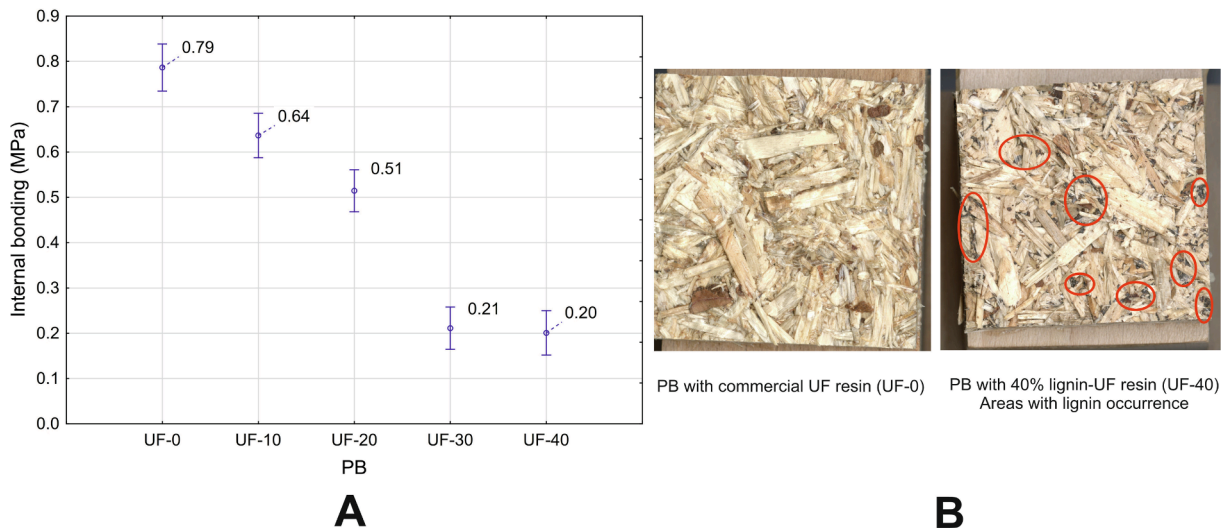 0.9
0.8
0.7
0.6
0.5
0.4
0.3
0.2
0.1
0.0
Internal bonding (MPa)
0.79
0.64
0.51
0.21
0.20
UF-0 UF-10 UF-20 UF-30 UF-40
PB
A
PB with commercial UF resin (UF-0)
PB with 40% lignin-UF resin (UF-40)
Areas with lignin occurrence
B